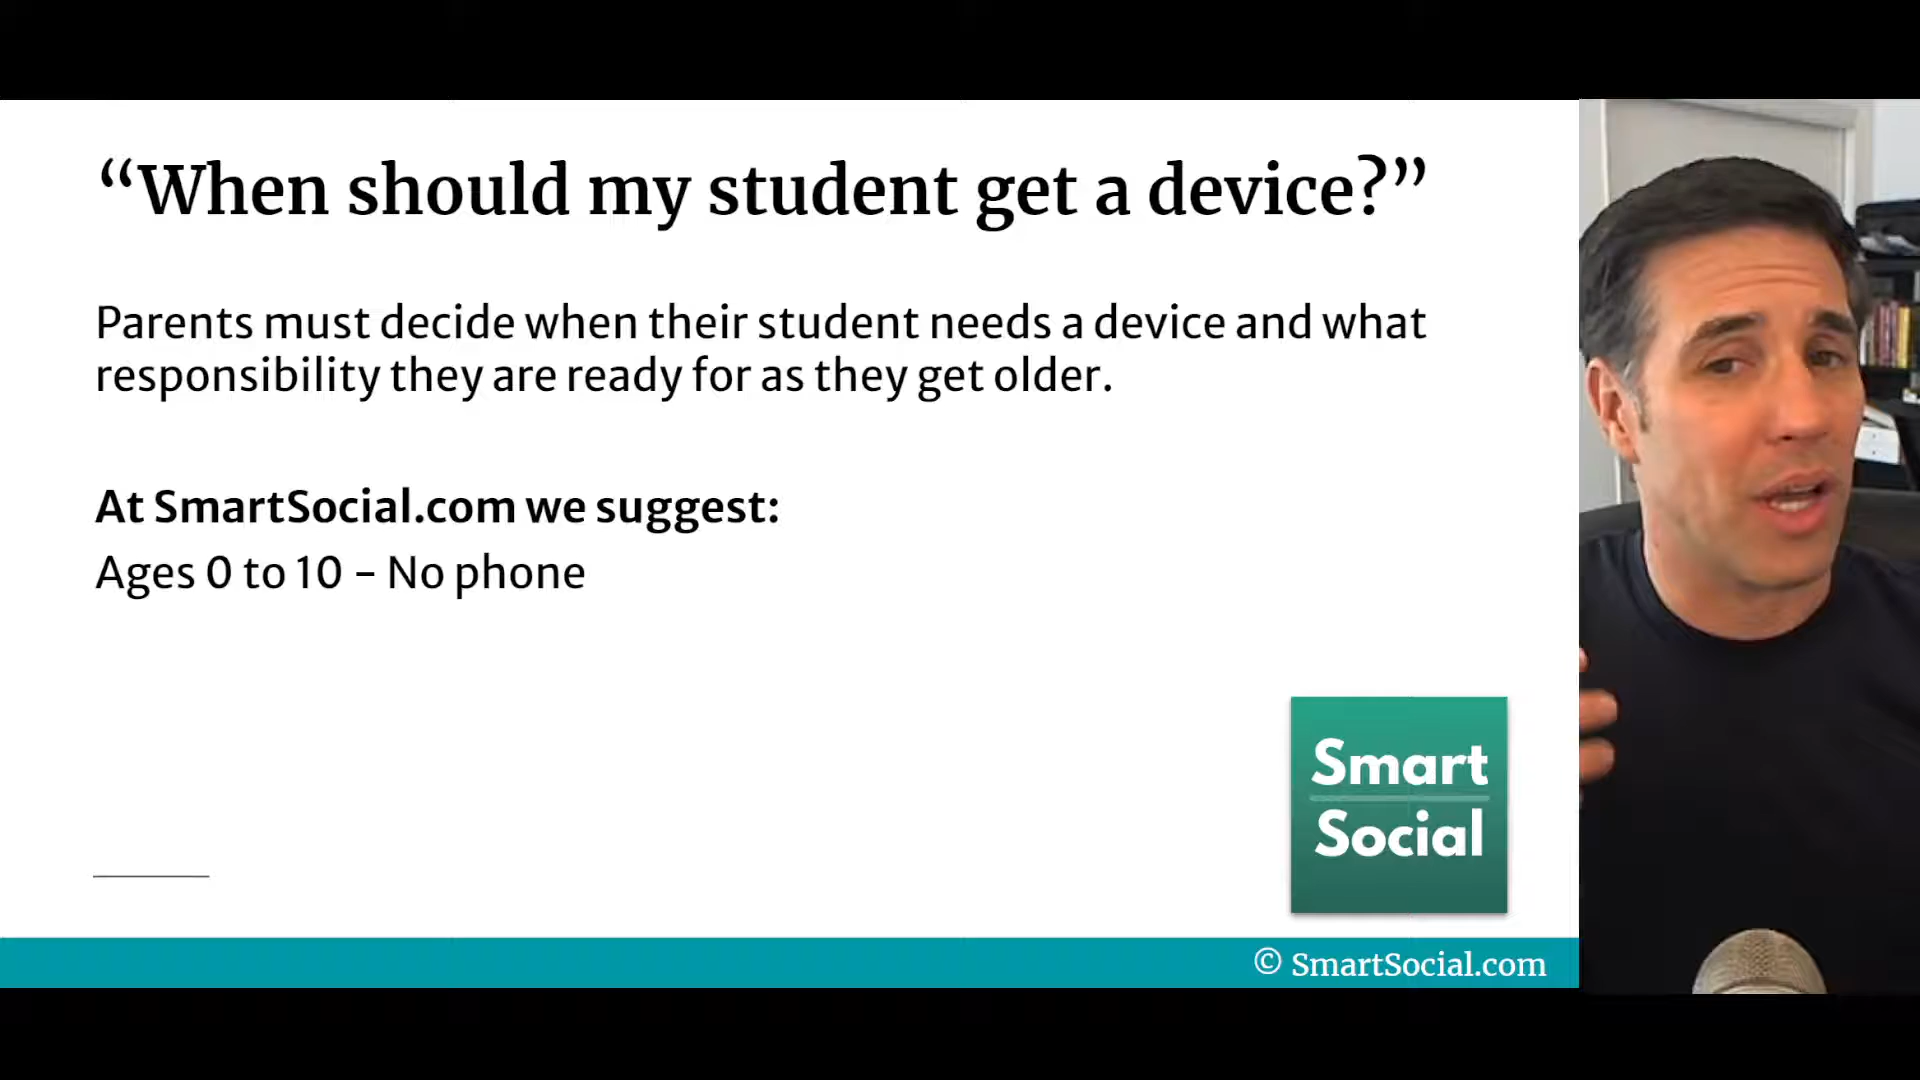 “When should my student get a device?”
Parents must decide when their student needs a device and what
responsibility they are ready for as they get older.
At SmartSocial.com we suggest:
Ages 0 to 10 – No phone
Smart
Social
© SmartSocial.com